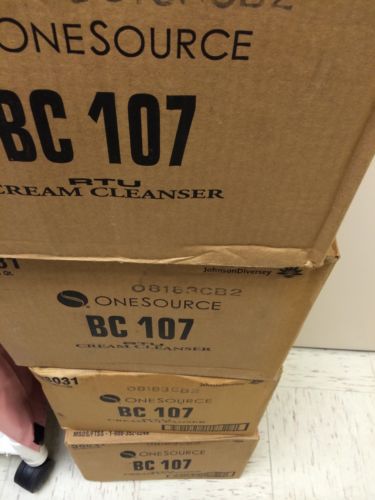 ONESOURCE
BC 107
RTU
CREAM CLEANSER
JohnsonDiversey
08183CB2
ONESOURCE
BC 107
RTU
CREAM CLEANSER
08183CB2
ONESOURCE
BC 107
ONESOURCE
BC 107